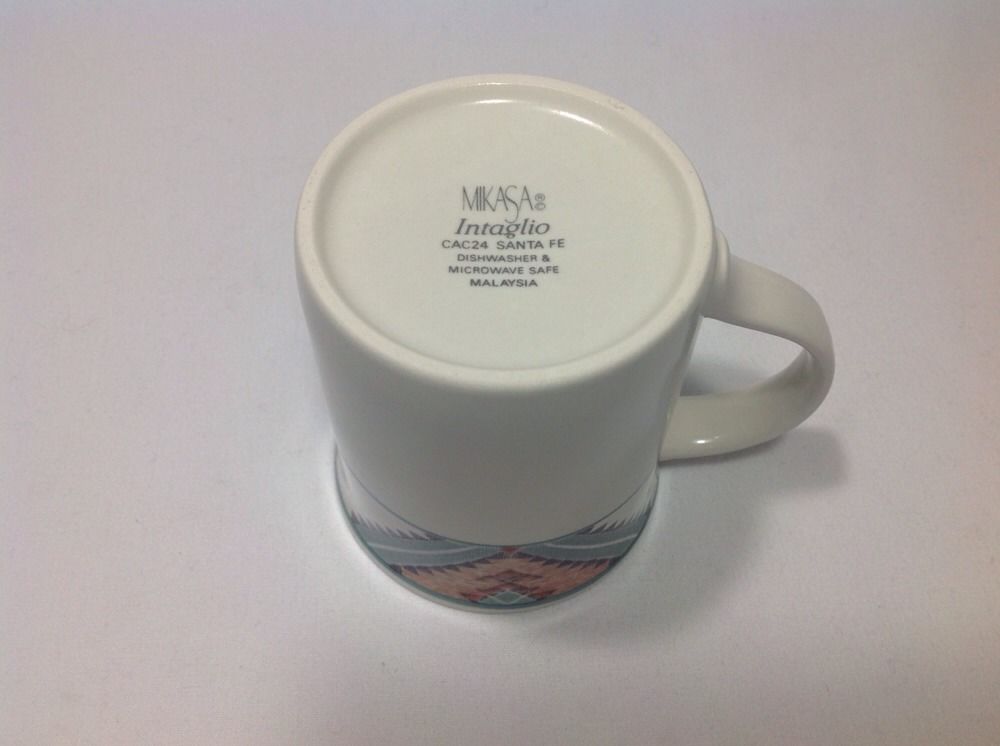 MIKASA®©
Intaglio
CAC24 SANTA FE
DISHWASHER &
MICROWAVE SAFE
MALAYSIA